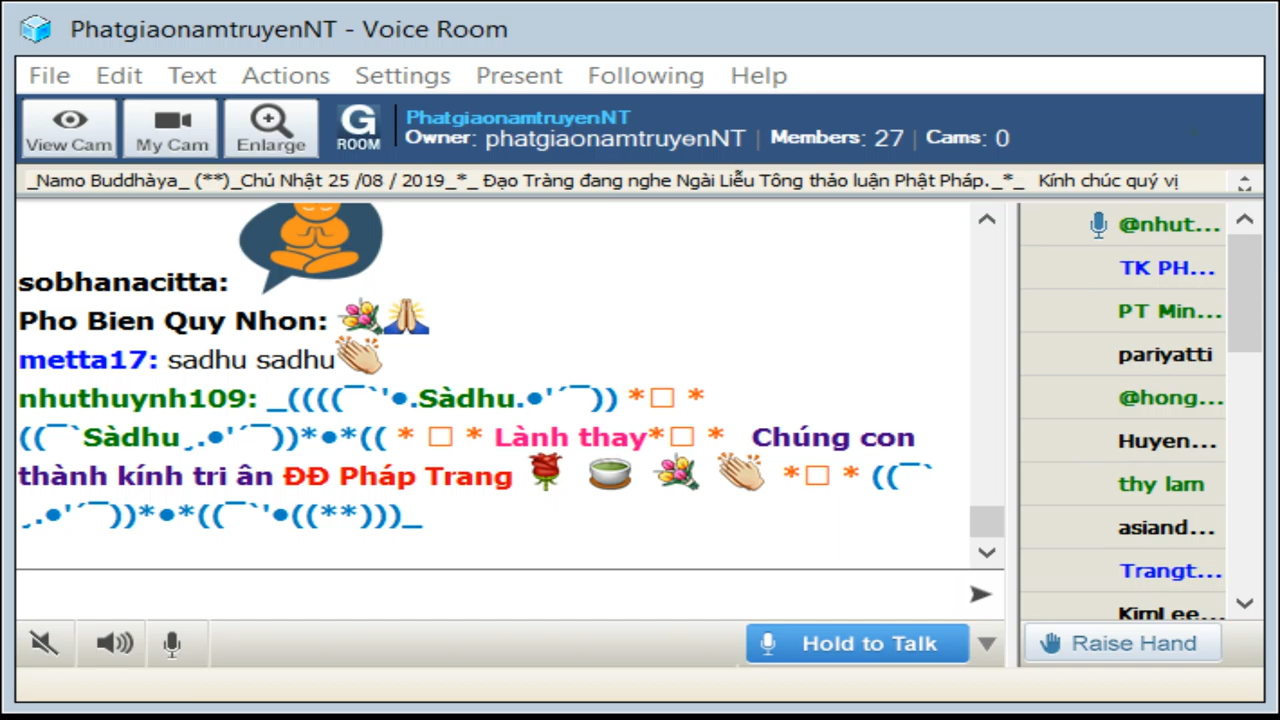 PhatgiaonamtruyenNT - Voice Room
File Edit Text Actions Settings Present Following Help
View Cam My Cam Enlarge G ROOM
PhatgiaonamtruyenNT
Owner: phatgiaonamtruyenNT | Members: 27 | Cams: 0
_Namo Buddhàya_ (**)_Chủ Nhật 25 /08 / 2019_*_ Đạo Tràng đang nghe Ngài Liễu Tông thảo luận Phật Pháp._*_ Kính chúc quý vị
sobhanacitta:
Pho Bien Quy Nhon: 💐🙏
metta17: sadhu sadhu👏
nhuthuynh109: _((((¯`'●.Sàdhu.●'´¯)) *□ *
((¯`Sàdhu¸.●'´¯))*●*(( * □ * Lành thay*□ * Chúng con
thành kính tri ân ĐĐ Pháp Trang 🌹 🍵 💐 👏 *□ * ((¯`
¸.●'´¯))*●*((¯`'●((**)))_
@nhut...
TK PH...
PT Min...
pariyatti
@hong...
Huyen...
thy lam
asiand...
Trangt...
KimLee...
Hold to Talk
Raise Hand